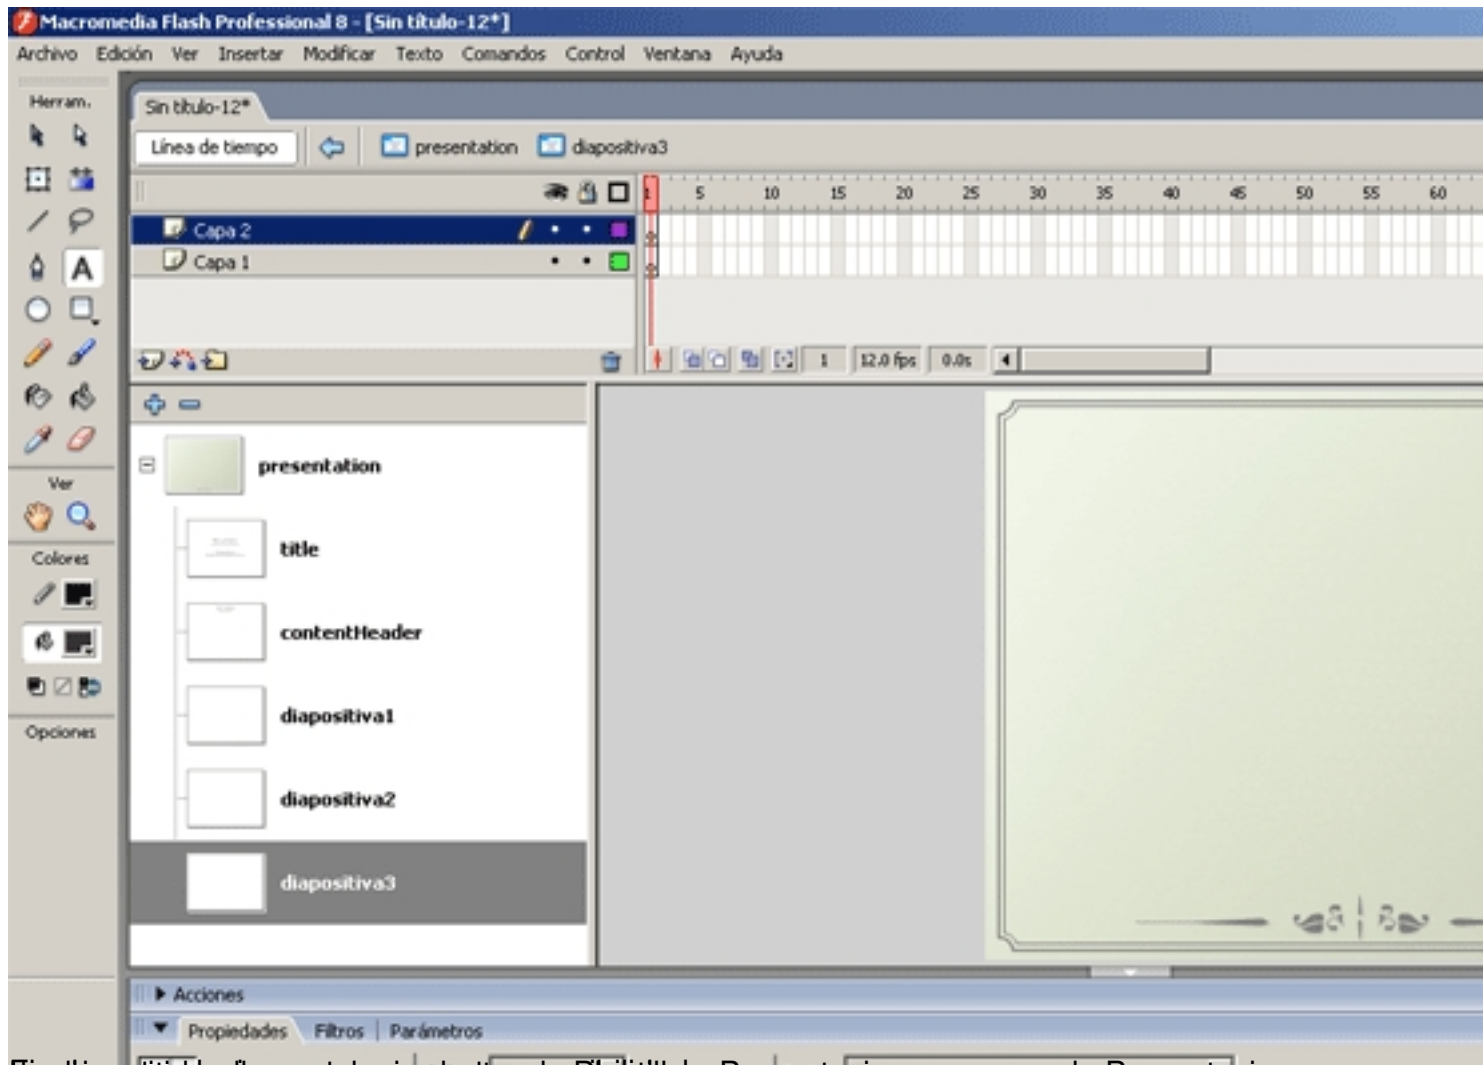 Macromedia Flash Professional 8 - [Sin título-12*]
Archivo Edición Ver Insertar Modificar Texto Comandos Control Ventana Ayuda
Herram.
Sin título-12*
Línea de tiempo presentation diapositiva3
1 5 10 15 20 25 30 35 40 45 50 55 60
Capa 2
Capa 1
1 12.0 fps 0.0s
presentation
Ver
title
Colores
contentHeader
diapositiva1
Opciones
diapositiva2
diapositiva3
Acciones
Propiedades Filtros Parámetros